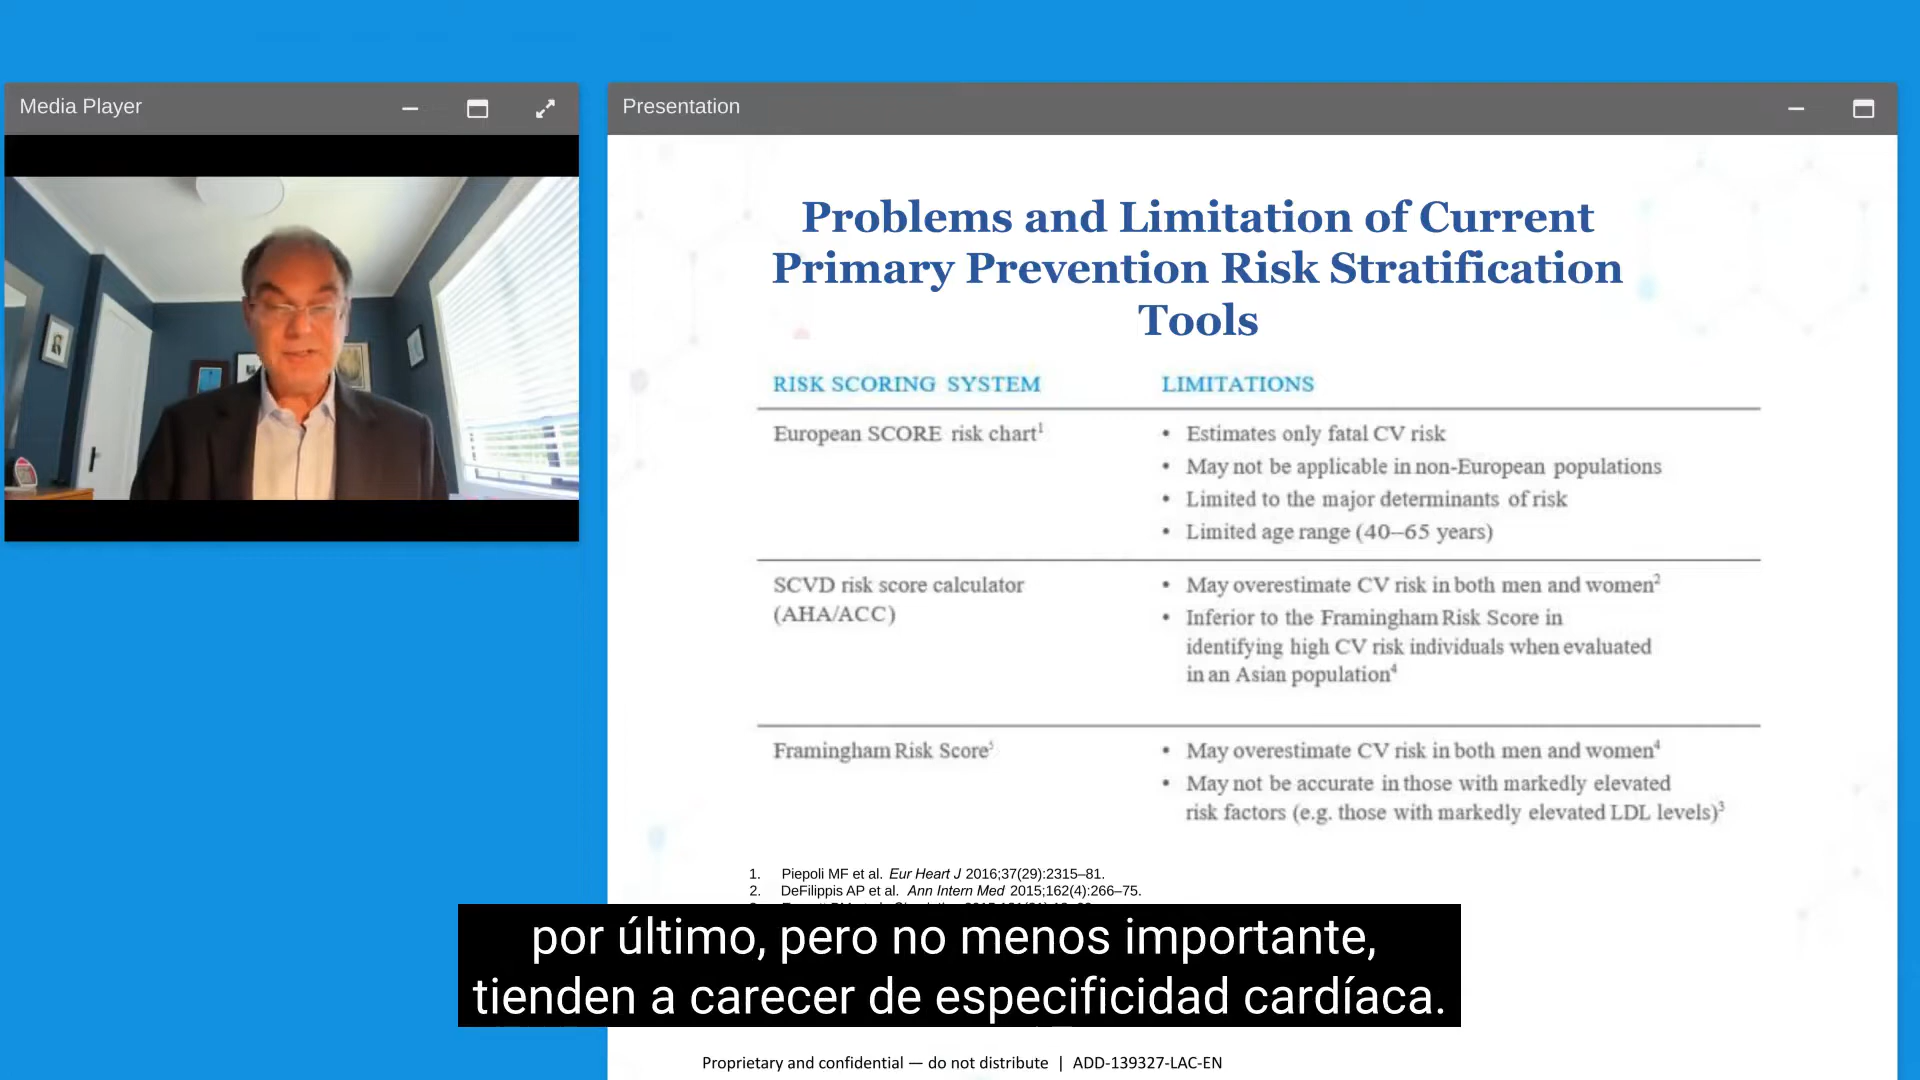 Media Player
Presentation
Problems and Limitation of Current
Primary Prevention Risk Stratification
Tools
RISK SCORING SYSTEM
LIMITATIONS
European SCORE risk chart1
• Estimates only fatal CV risk
• May not be applicable in non-European populations
• Limited to the major determinants of risk
• Limited age range (40–65 years)
SCVD risk score calculator
(AHA/ACC)
• May overestimate CV risk in both men and women2
• Inferior to the Framingham Risk Score in
identifying high CV risk individuals when evaluated
in an Asian population4
Framingham Risk Score5
• May overestimate CV risk in both men and women4
• May not be accurate in those with markedly elevated
risk factors (e.g. those with markedly elevated LDL levels)3
1. Piepoli MF et al. Eur Heart J 2016;37(29):2315–81.
2. DeFilippis AP et al. Ann Intern Med 2015;162(4):266–75.
por último, pero no menos importante,
tienden a carecer de especificidad cardíaca.
Proprietary and confidential — do not distribute | ADD-139327-LAC-EN